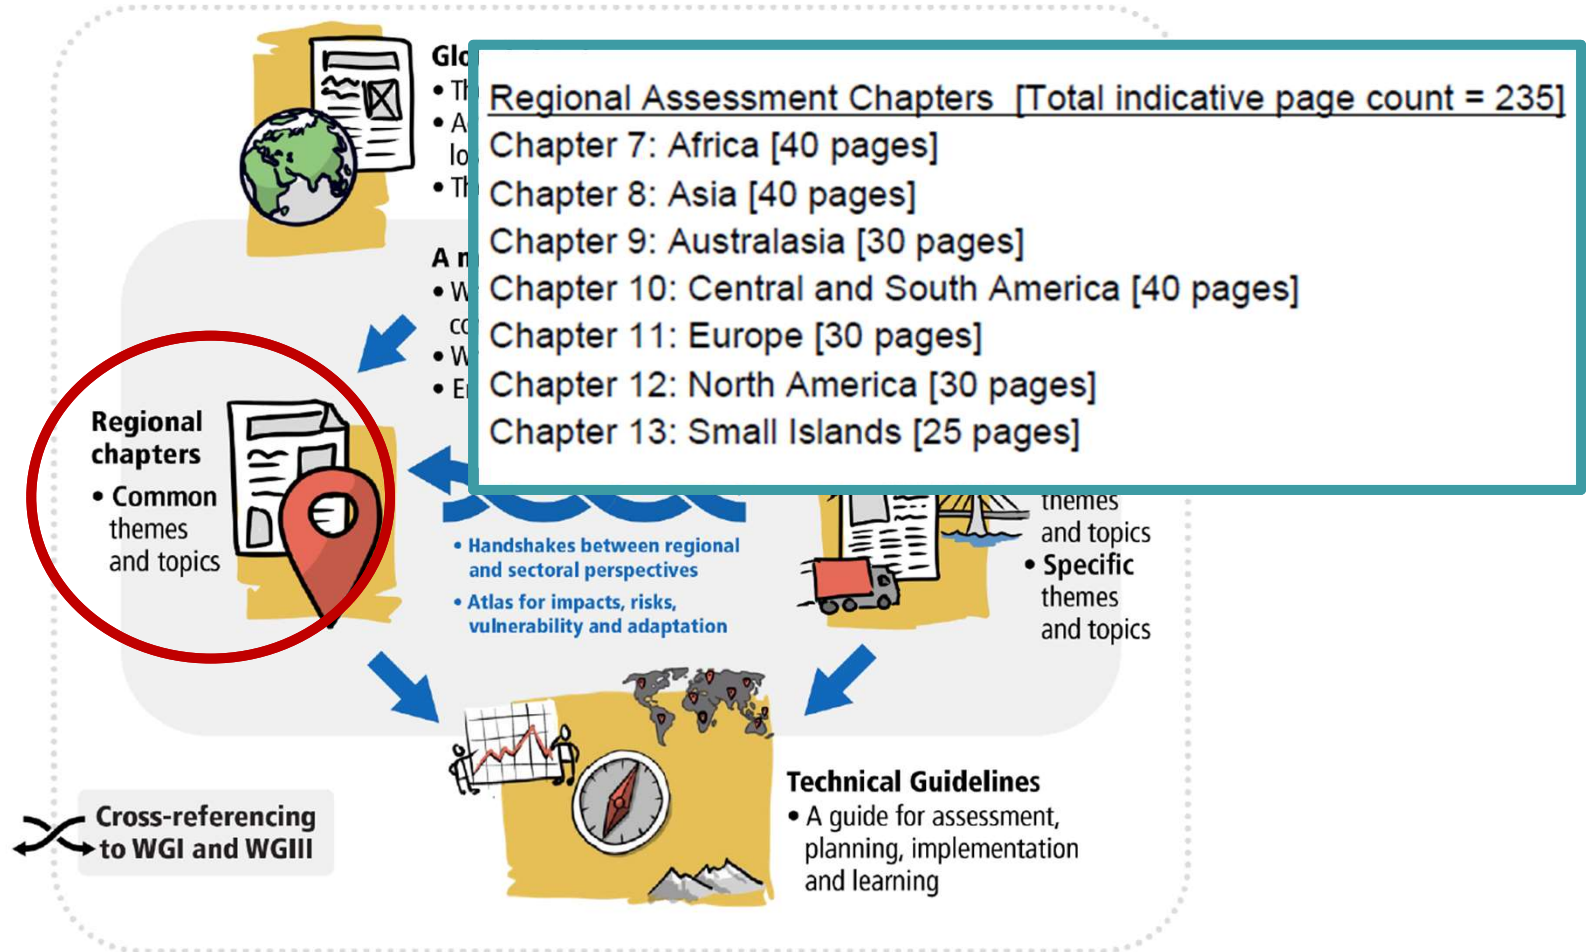 Regional Assessment Chapters [Total indicative page count = 235]
Chapter 7: Africa [40 pages]
Chapter 8: Asia [40 pages]
Chapter 9: Australasia [30 pages]
Chapter 10: Central and South America [40 pages]
Chapter 11: Europe [30 pages]
Chapter 12: North America [30 pages]
Chapter 13: Small Islands [25 pages]
Regional
chapters
• Common
themes
and topics
• Handshakes between regional
and sectoral perspectives
• Atlas for impacts, risks,
vulnerability and adaptation
themes
and topics
• Specific
themes
and topics
Technical Guidelines
• A guide for assessment,
planning, implementation
and learning
Cross-referencing
to WGI and WGIII